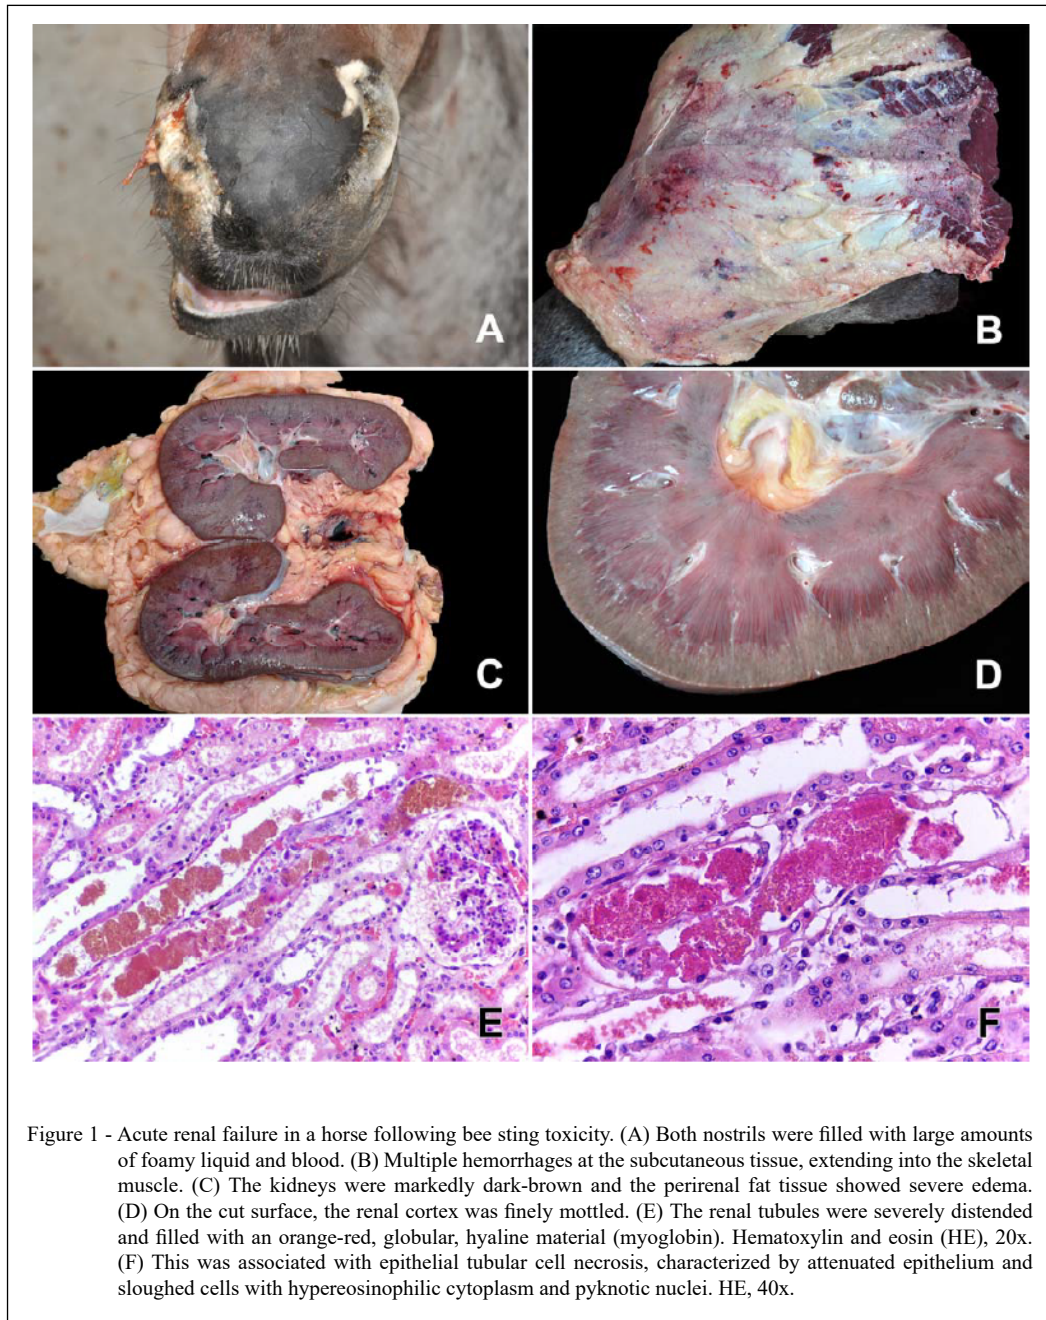 A
B
C
D
E
F
Figure 1 - Acute renal failure in a horse following bee sting toxicity. (A) Both nostrils were filled with large amounts
of foamy liquid and blood. (B) Multiple hemorrhages at the subcutaneous tissue, extending into the skeletal
muscle. (C) The kidneys were markedly dark-brown and the perirenal fat tissue showed severe edema.
(D) On the cut surface, the renal cortex was finely mottled. (E) The renal tubules were severely distended
and filled with an orange-red, globular, hyaline material (myoglobin). Hematoxylin and eosin (HE), 20x.
(F) This was associated with epithelial tubular cell necrosis, characterized by attenuated epithelium and
sloughed cells with hypereosinophilic cytoplasm and pyknotic nuclei. HE, 40x.